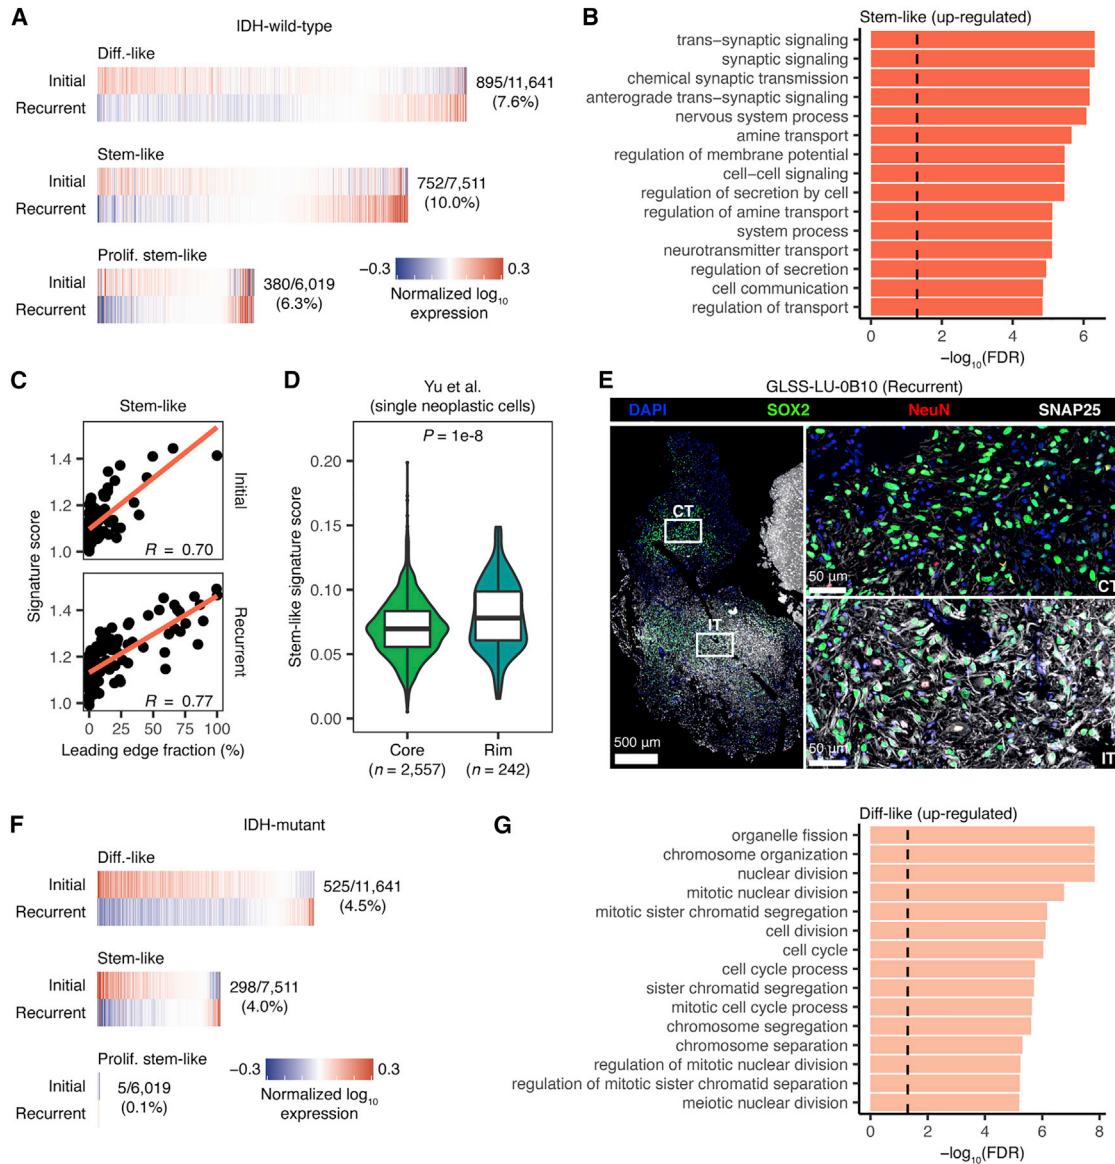 A
IDH-wild-type
Diff.-like
Initial
Recurrent
895/11,641
(7.6%)
Stem-like
Initial
Recurrent
752/7,511
(10.0%)
Prolif. stem-like
Initial
Recurrent
380/6,019
(6.3%)
−0.3
0.3
Normalized log10
expression
B
Stem-like (up-regulated)
trans−synaptic signaling
synaptic signaling
chemical synaptic transmission
anterograde trans−synaptic signaling
nervous system process
amine transport
regulation of membrane potential
cell−cell signaling
regulation of secretion by cell
regulation of amine transport
system process
neurotransmitter transport
regulation of secretion
cell communication
regulation of transport
0 2 4 6
−log10(FDR)
C
Stem-like
Signature score
1.4
1.2
1.0
R = 0.70
Initial
1.4
1.2
1.0
R = 0.77
Recurrent
0 25 50 75 100
Leading edge fraction (%)
D
Yu et al.
(single neoplastic cells)
P = 1e-8
Stem-like signature score
0.20
0.15
0.10
0.05
0.00
Core
(n = 2,557)
Rim
(n = 242)
E
GLSS-LU-0B10 (Recurrent)
DAPI SOX2 NeuN SNAP25
CT
IT
500 µm
50 µm
CT
50 µm
IT
F
IDH-mutant
Diff.-like
Initial
Recurrent
525/11,641
(4.5%)
Stem-like
Initial
Recurrent
298/7,511
(4.0%)
Prolif. stem-like
Initial
Recurrent
5/6,019
(0.1%)
−0.3
0.3
Normalized log10
expression
G
Diff-like (up-regulated)
organelle fission
chromosome organization
nuclear division
mitotic nuclear division
mitotic sister chromatid segregation
cell division
cell cycle
cell cycle process
sister chromatid segregation
mitotic cell cycle process
chromosome segregation
chromosome separation
regulation of mitotic nuclear division
regulation of mitotic sister chromatid separation
meiotic nuclear division
0 2 4 6 8
−log10(FDR)